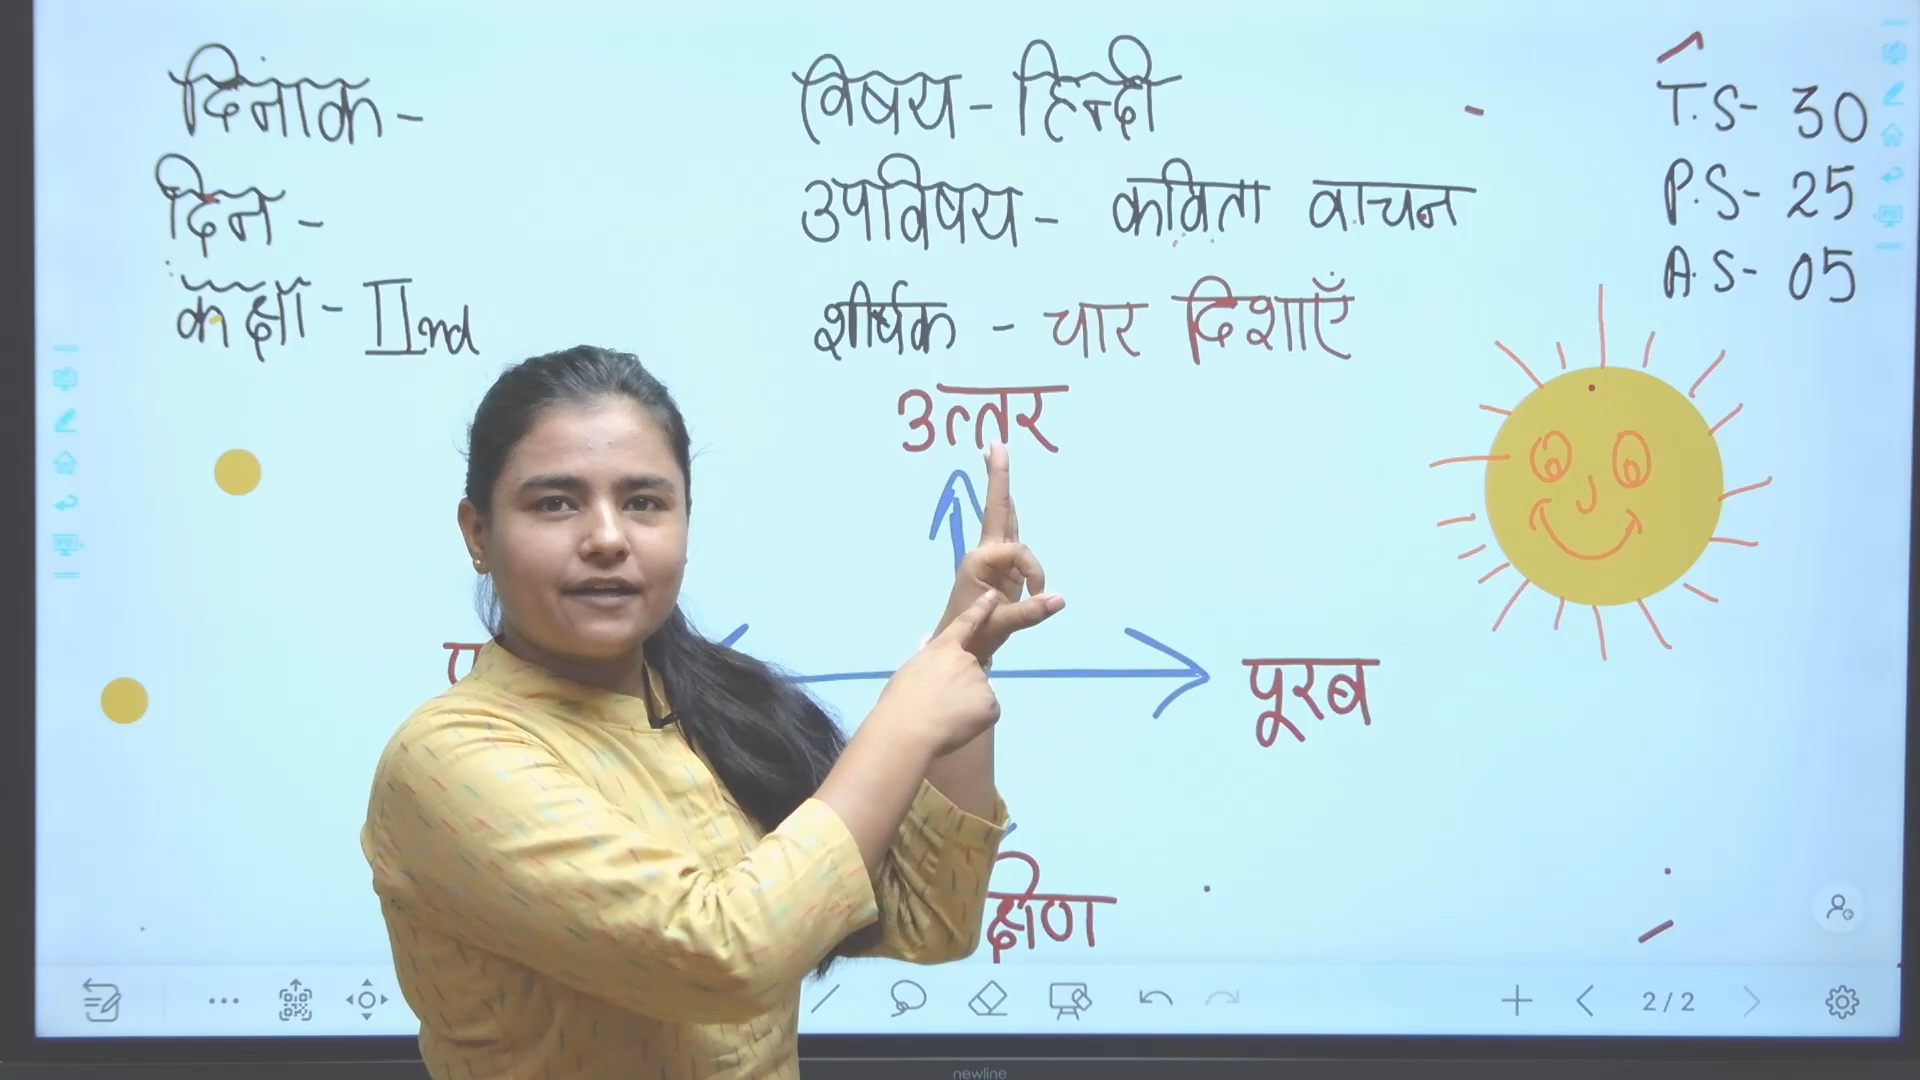 दिनांक -
दिन -
कक्षा - IInd
विषय - हिन्दी
उपविषय - कविता वाचन
शीर्षक - चार दिशाएँ
T.S- 30
P.S- 25
A.S- 05
उत्तर
पूरब
2/2
newline